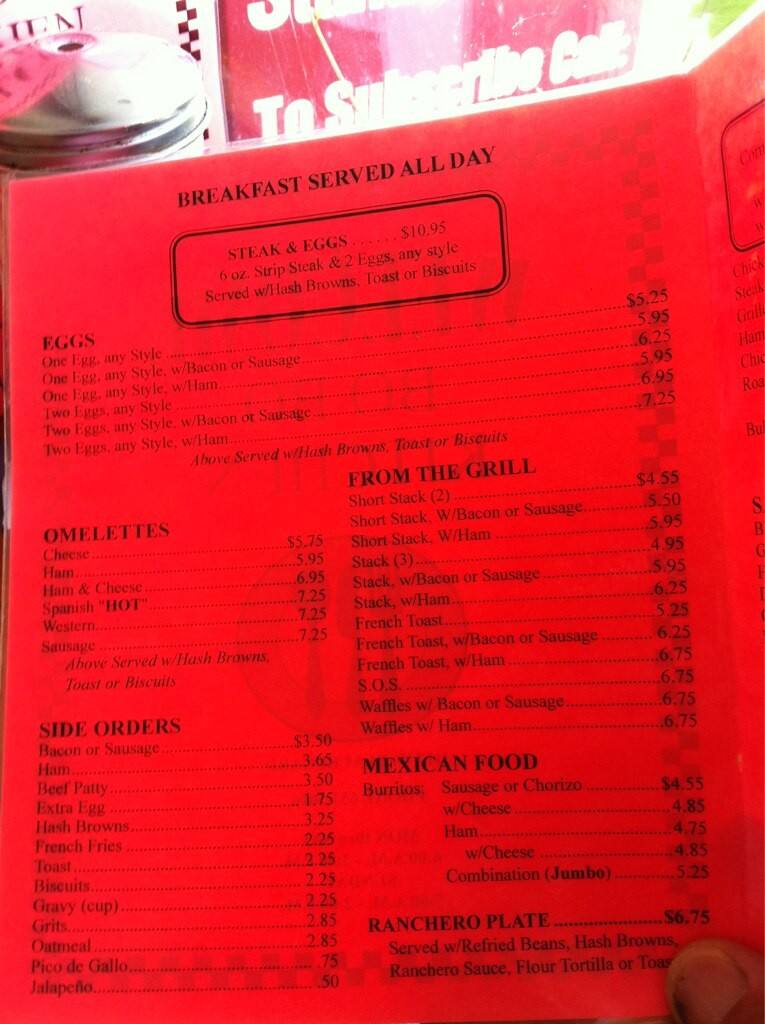 IEN
To Subscribe Call:
BREAKFAST SERVED ALL DAY
STEAK & EGGS . . . . . . $10.95
6 oz. Strip Steak & 2 Eggs, any style
Served w/Hash Browns, Toast or Biscuits
EGGS
One Egg, any Style ........ $5.25
One Egg, any Style, w/Bacon or Sausage ........ 5.95
One Egg, any Style, w/Ham ........ 6.25
Two Eggs, any Style ........ 5.95
Two Eggs, any Style, w/Bacon or Sausage ........ 6.95
Two Eggs, any Style, w/Ham ........ 7.25
Above Served w/Hash Browns, Toast or Biscuits
OMELETTES
Cheese ........ $5.75
Ham ........ 5.95
Ham & Cheese ........ 6.95
Spanish "HOT" ........ 7.25
Western ........ 7.25
Sausage ........ 7.25
Above Served w/Hash Browns,
Toast or Biscuits
SIDE ORDERS
Bacon or Sausage ........ $3.50
Ham ........ 3.65
Beef Patty ........ 3.50
Extra Egg ........ 1.75
Hash Browns ........ 3.25
French Fries ........ 2.25
Toast ........ 2.25
Biscuits ........ 2.25
Gravy (cup) ........ 2.25
Grits ........ 2.85
Oatmeal ........ 2.85
Pico de Gallo ........ .75
Jalapeño ........ .50
FROM THE GRILL
Short Stack (2) ........ $4.55
Short Stack, W/Bacon or Sausage ........ 5.50
Short Stack, W/Ham ........ 5.95
Stack (3) ........ 4.95
Stack, w/Bacon or Sausage ........ 5.95
Stack, w/Ham ........ 6.25
French Toast ........ 5.25
French Toast, w/Bacon or Sausage ........ 6.25
French Toast, w/Ham ........ 6.75
S.O.S. ........ 6.75
Waffles w/ Bacon or Sausage ........ 6.75
Waffles w/ Ham ........ 6.75
MEXICAN FOOD
Burritos: Sausage or Chorizo ........ $4.55
w/Cheese ........ 4.85
Ham ........ 4.75
w/Cheese ........ 4.85
Combination (Jumbo) ........ 5.25
RANCHERO PLATE ........ $6.75
Served w/Refried Beans, Hash Browns,
Ranchero Sauce, Flour Tortilla or Toas